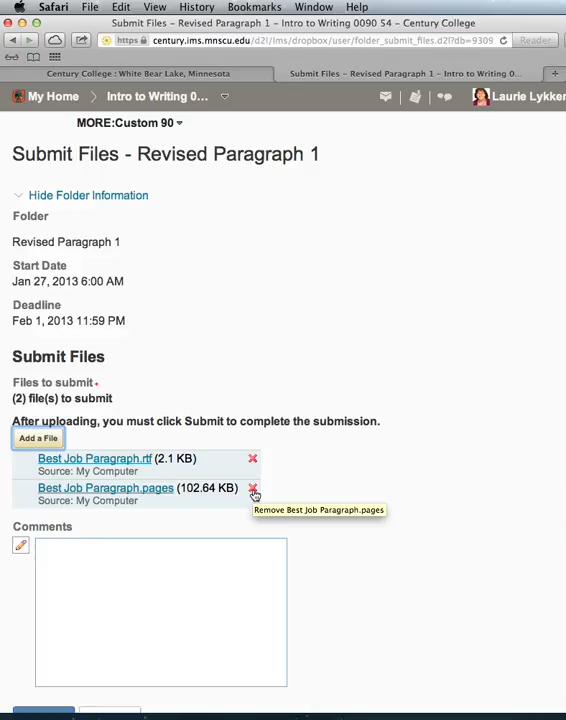 Safari File Edit View History Bookmarks Window Help
Submit Files - Revised Paragraph 1 - Intro to Writing 0090 54 - Century College
https century.ims.mnscu.edu/d2l/lms/dropbox/user/folder_submit_files.d2l?db=9309 Reader
Century College : White Bear Lake, Minnesota Submit Files - Revised Paragraph 1 - Intro to Writing 0...
My Home Intro to Writing 0... Laurie Lykker
MORE:Custom 90
Submit Files - Revised Paragraph 1
Hide Folder Information
Folder
Revised Paragraph 1
Start Date
Jan 27, 2013 6:00 AM
Deadline
Feb 1, 2013 11:59 PM
Submit Files
Files to submit *
(2) file(s) to submit
After uploading, you must click Submit to complete the submission.
Add a File
Best Job Paragraph.rtf (2.1 KB)
Source: My Computer
Best Job Paragraph.pages (102.64 KB)
Source: My Computer
Remove Best Job Paragraph.pages
Comments